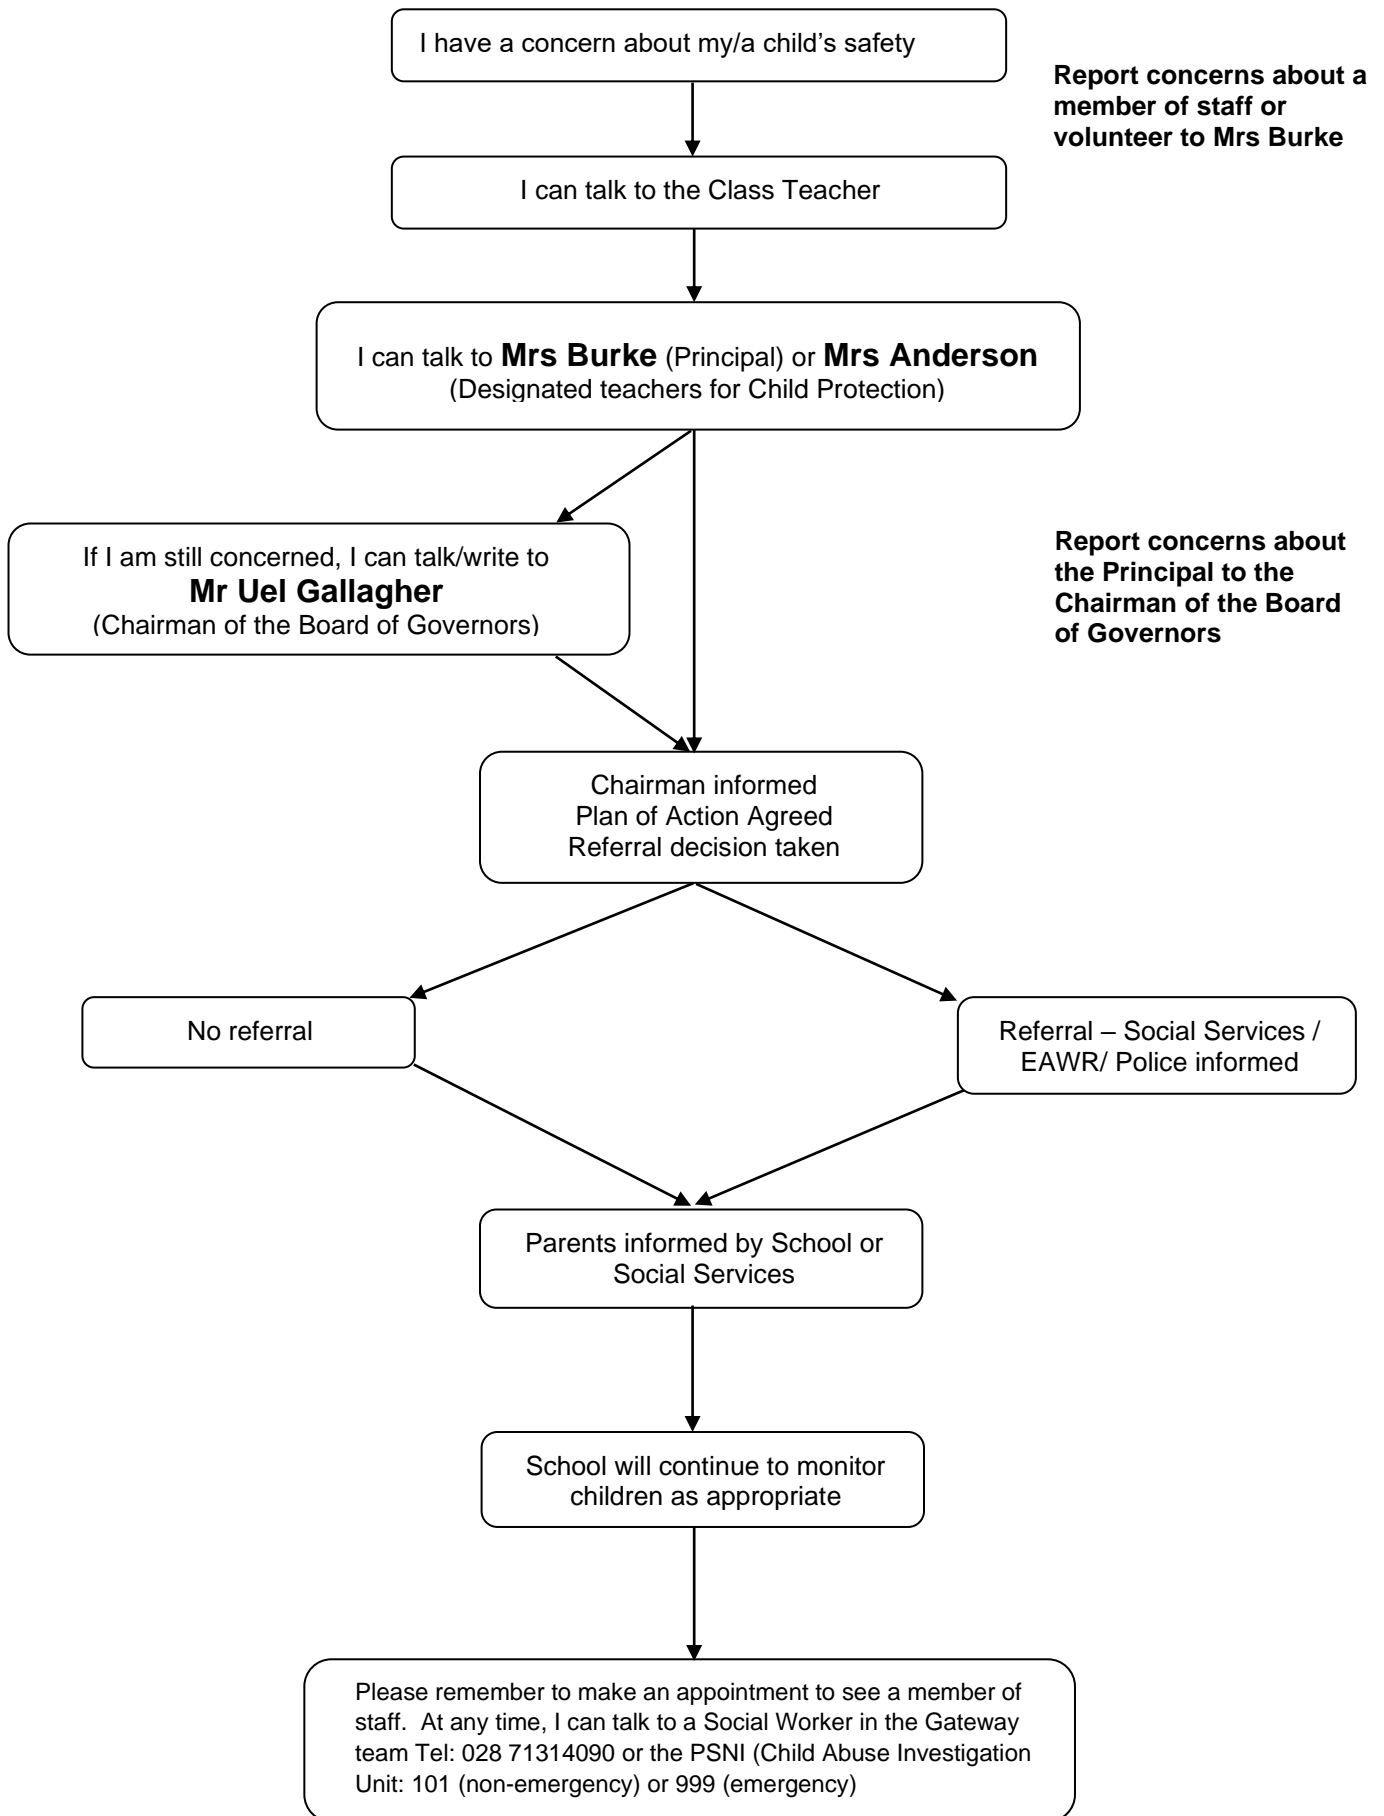 I have a concern about my/a child’s safety
Report concerns about a
member of staff or
volunteer to Mrs Burke
I can talk to the Class Teacher
I can talk to Mrs Burke (Principal) or Mrs Anderson
(Designated teachers for Child Protection)
If I am still concerned, I can talk/write to
Mr Uel Gallagher
(Chairman of the Board of Governors)
Report concerns about
the Principal to the
Chairman of the Board
of Governors
Chairman informed
Plan of Action Agreed
Referral decision taken
No referral
Referral – Social Services /
EAWR/ Police informed
Parents informed by School or
Social Services
School will continue to monitor
children as appropriate
Please remember to make an appointment to see a member of
staff.  At any time, I can talk to a Social Worker in the Gateway
team Tel: 028 71314090 or the PSNI (Child Abuse Investigation
Unit: 101 (non-emergency) or 999 (emergency)